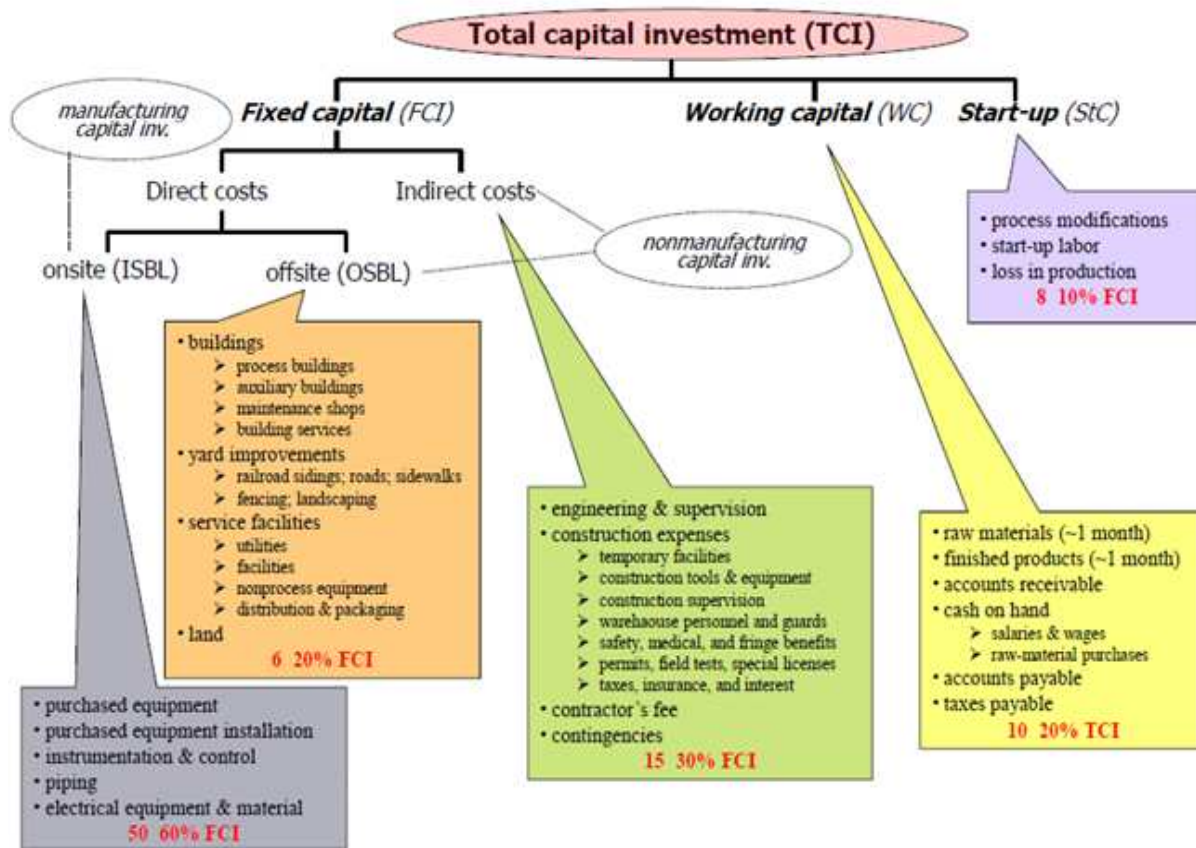 Total capital investment (TCI)
manufacturing
capital inv.
Fixed capital (FCI)
Working capital (WC)
Start-up (StC)
Direct costs
Indirect costs
onsite (ISBL)
offsite (OSBL)
nonmanufacturing
capital inv.
• process modifications
• start-up labor
• loss in production
8 10% FCI
• buildings
➢ process buildings
➢ auxiliary buildings
➢ maintenance shops
➢ building services
• yard improvements
➢ railroad sidings; roads; sidewalks
➢ fencing; landscaping
• service facilities
➢ utilities
➢ facilities
➢ nonprocess equipment
➢ distribution & packaging
• land
6 20% FCI
• engineering & supervision
• construction expenses
➢ temporary facilities
➢ construction tools & equipment
➢ construction supervision
➢ warehaouse personnel and guards
➢ safety, medical, and fringe benefits
➢ permits, field tests, special licenses
➢ taxes, insurance, and interest
• contractor's fee
• contingencies
15 30% FCI
• raw materials (~1 month)
• finished products (~1 month)
• accounts receivable
• cash on hand
➢ salaries & wages
➢ raw-material purchases
• accounts payable
• taxes payable
10 20% TCI
• purchased equipment
• purchased equipment installation
• instrumentation & control
• piping
• electrical equipment & material
50 60% FCI